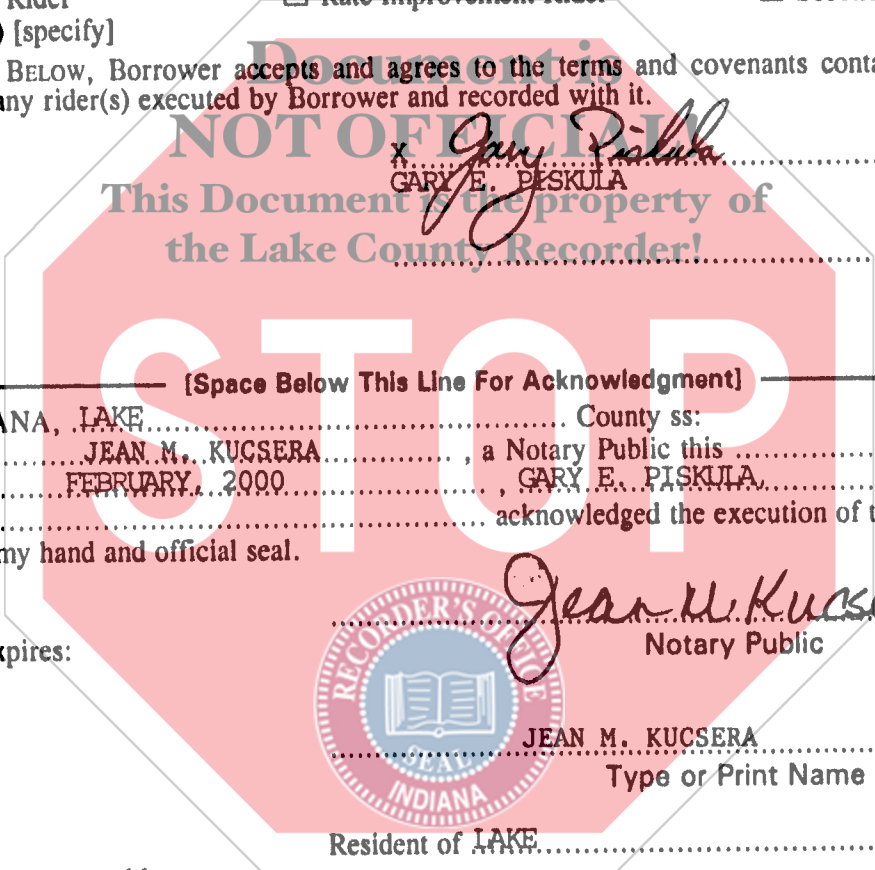 Rider Rate Improvement Rider
) [specify]
BELOW, Borrower accepts and agrees to the terms and covenants conta
any rider(s) executed by Borrower and recorded with it.
Document is
NOT OFFICIAL!
This Document is the property of
the Lake County Recorder!
x Gary Piskula
GARY E. PISKULA
STOP
[Space Below This Line For Acknowledgment]
ANA, LAKE County ss:
JEAN M. KUCSERA, a Notary Public this
FEBRUARY, 2000, GARY E. PISKULA
acknowledged the execution of t
my hand and official seal.
Jean M Kucse
Notary Public
xpires:
RECORDER'S OFFICE
SEAL
INDIANA
JEAN M. KUCSERA
Type or Print Name
Resident of LAKE